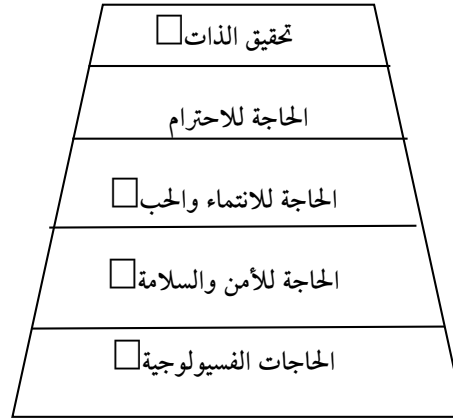 تحقيق الذات
الحاجة للاحترام
الحاجة للانتماء والحب
الحاجة للأمن والسلامة
الحاجات الفسيولوجية